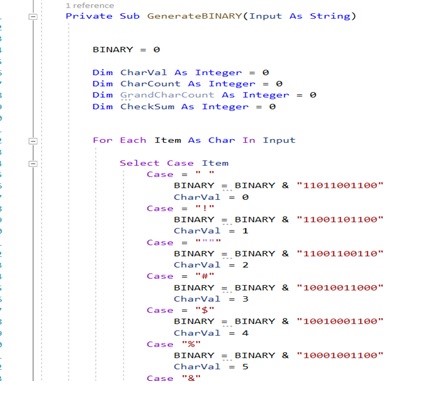 1 reference
Private Sub GenerateBINARY(Input As String)
BINARY = 0
Dim CharVal As Integer = 0
Dim CharCount As Integer = 0
Dim GrandCharCount As Integer = 0
Dim CheckSum As Integer = 0
For Each Item As Char In Input
Select Case Item
Case = " "
BINARY = BINARY & "11011001100"
CharVal = 0
Case = "!"
BINARY = BINARY & "11001101100"
CharVal = 1
Case = """"
BINARY = BINARY & "11001100110"
CharVal = 2
Case = "#"
BINARY = BINARY & "10010011000"
CharVal = 3
Case = "$"
BINARY = BINARY & "10010001100"
CharVal = 4
Case "%"
BINARY = BINARY & "10001001100"
CharVal = 5
Case "&"